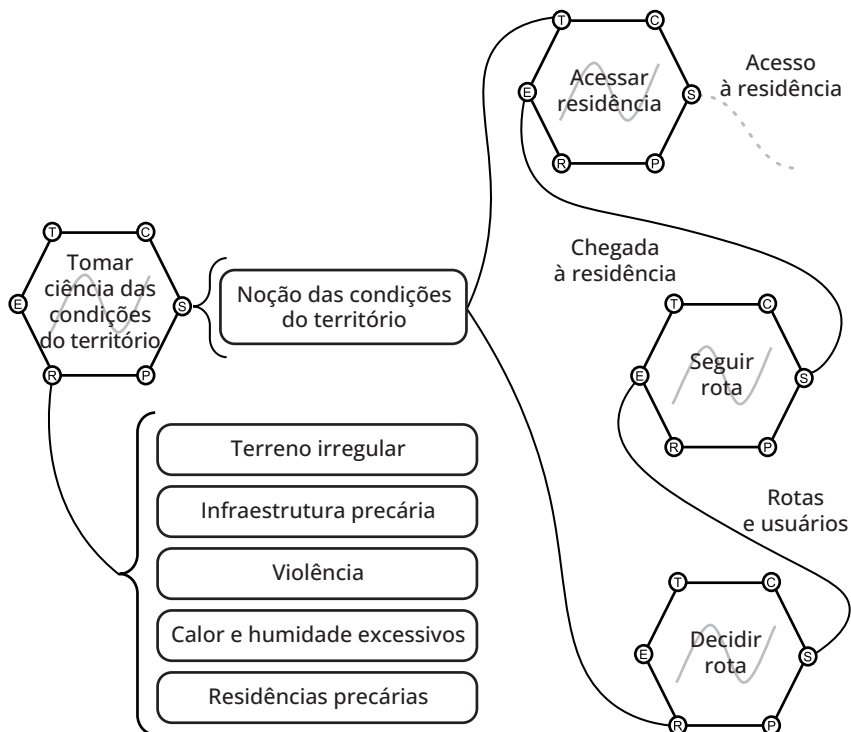 T
C
E
Acessar
residência
S
R
P
Acesso
à residência
T
C
E
Tomar
ciência das
condições
do território
S
R
P
Noção das condições
do território
Chegada
à residência
T
C
E
Seguir
rota
S
R
P
Terreno irregular
Infraestrutura precária
Violência
Calor e humidade excessivos
Residências precárias
Rotas
e usuários
T
C
E
Decidir
rota
S
R
P